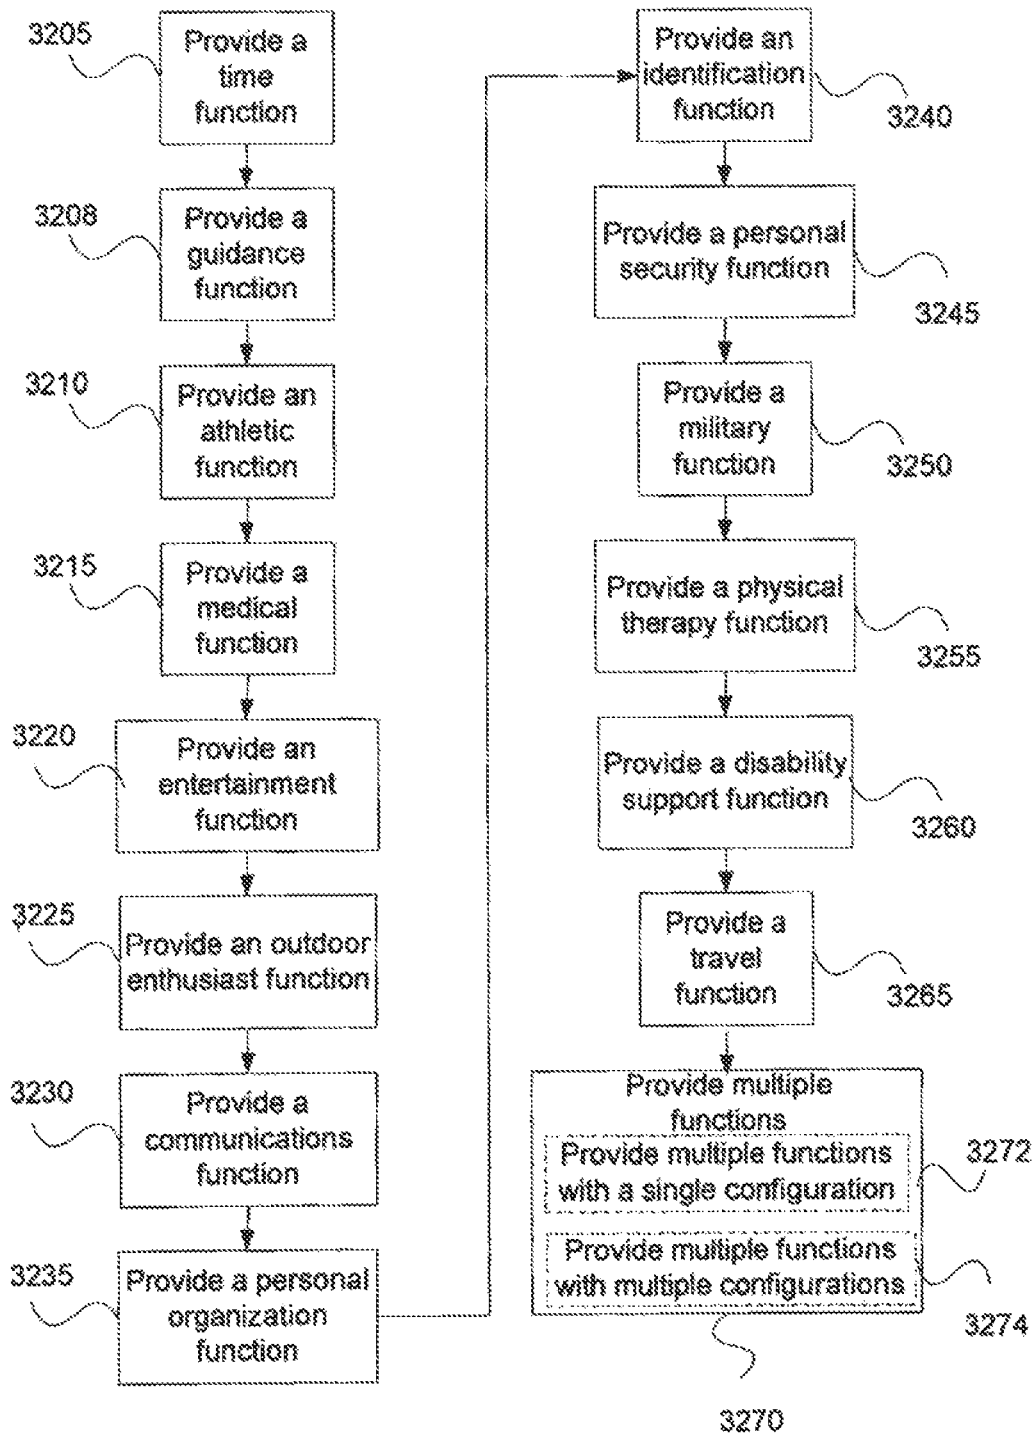 3205
Provide a
time
function
3208
Provide a
guidance
function
3210
Provide an
athletic
function
3215
Provide a
medical
function
3220
Provide an
entertainment
function
3225
Provide an outdoor
enthusiast function
3230
Provide a
communications
function
3235
Provide a personal
organization
function
Provide an
identification
function
3240
Provide a personal
security function
3245
Provide a
military
function
3250
Provide a physical
therapy function
3255
Provide a disability
support function
3260
Provide a
travel
function
3265
Provide multiple
functions
Provide multiple functions
with a single configuration
3272
Provide multiple functions
with multiple configurations
3274
3270